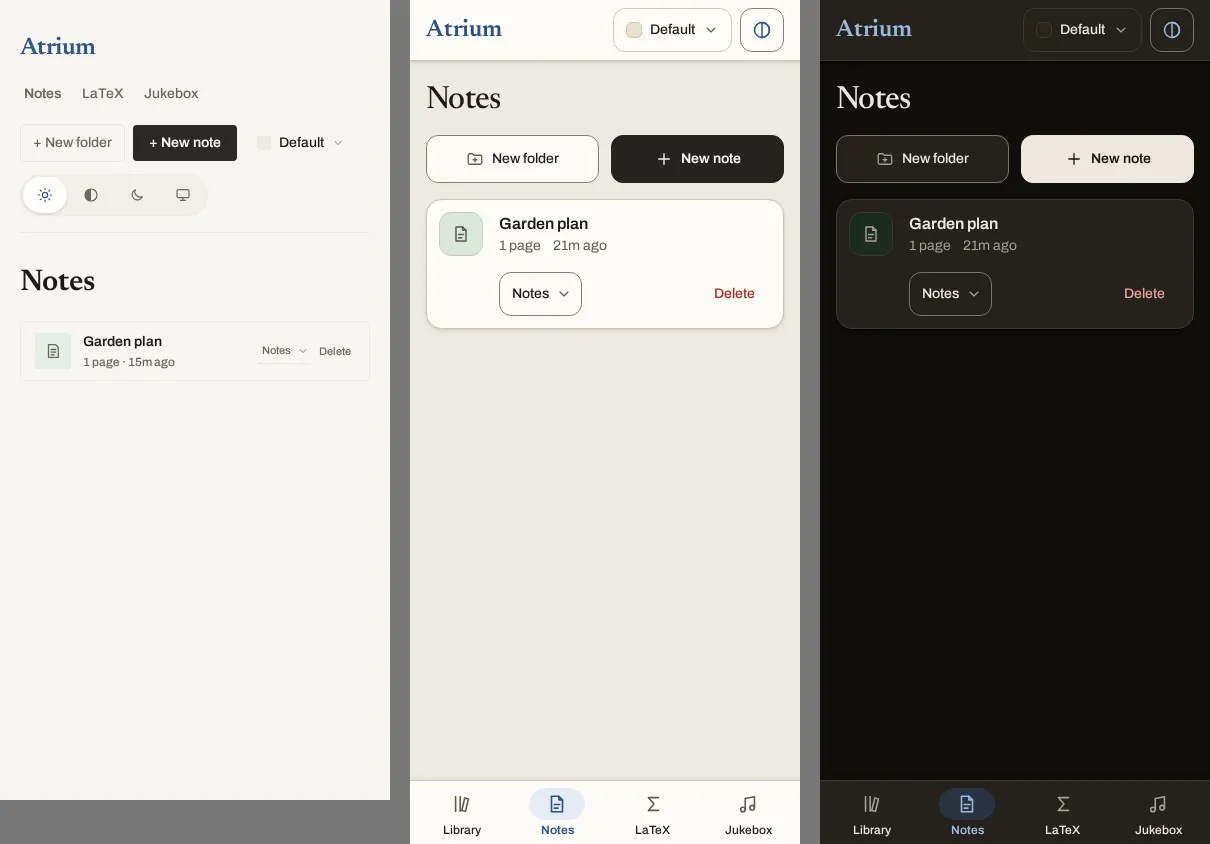 Atrium
Notes LaTeX Jukebox
+ New folder + New note Default
Notes
Garden plan
1 page · 15m ago
Notes Delete
Atrium Default
Notes
New folder New note
Garden plan
1 page 21m ago
Notes Delete
Library Notes LaTeX Jukebox
Atrium Default
Notes
New folder New note
Garden plan
1 page 21m ago
Notes Delete
Library Notes LaTeX Jukebox